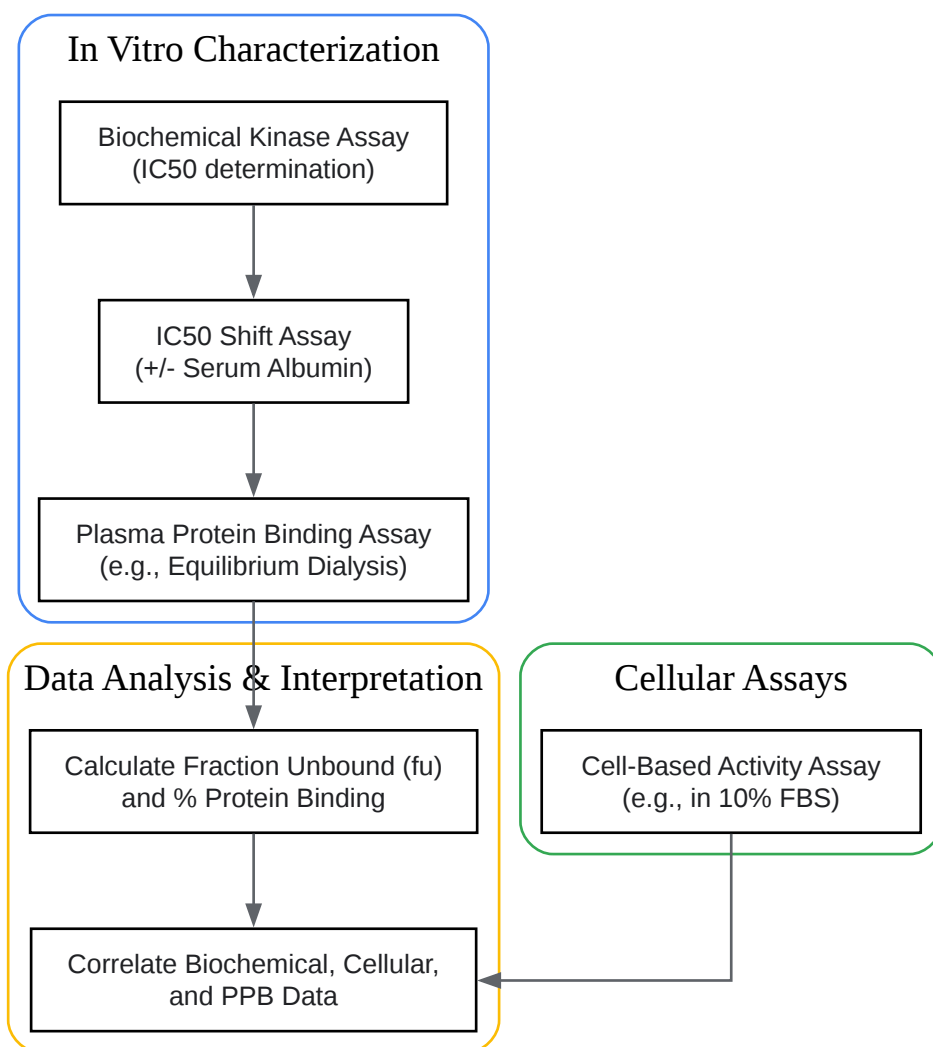 In Vitro Characterization
Biochemical Kinase Assay
(IC50 determination)
IC50 Shift Assay
(+/- Serum Albumin)
Plasma Protein Binding Assay
(e.g., Equilibrium Dialysis)
Data Analysis & Interpretation
Calculate Fraction Unbound (fu)
and % Protein Binding
Correlate Biochemical, Cellular,
and PPB Data
Cellular Assays
Cell-Based Activity Assay
(e.g., in 10% FBS)